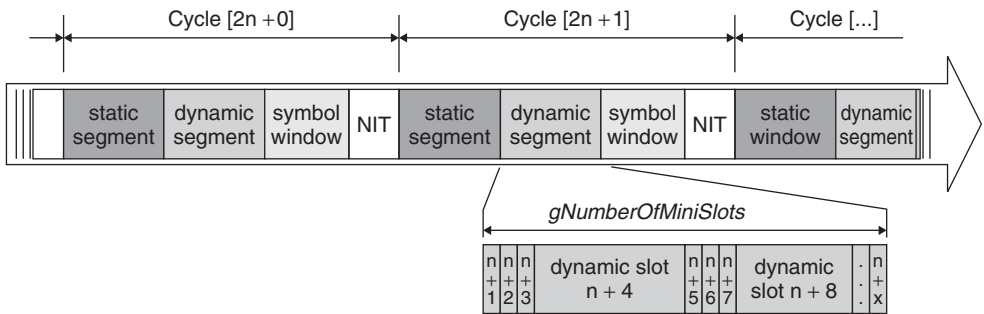 Cycle [2n +0] Cycle [2n +1] Cycle [...]
static segment dynamic segment symbol window NIT static segment dynamic segment symbol window NIT static window dynamic segment
gNumberOfMiniSlots
n + 1 n + 2 n + 3 dynamic slot n + 4 n + 5 n + 6 n + 7 dynamic slot n + 8 . . . n + x